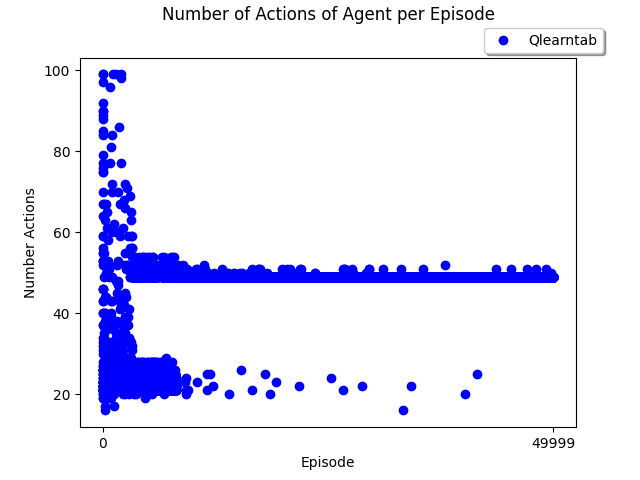 Number of Actions of Agent per Episode
Qlearntab
100
80
60
40
20
Number Actions
0
49999
Episode